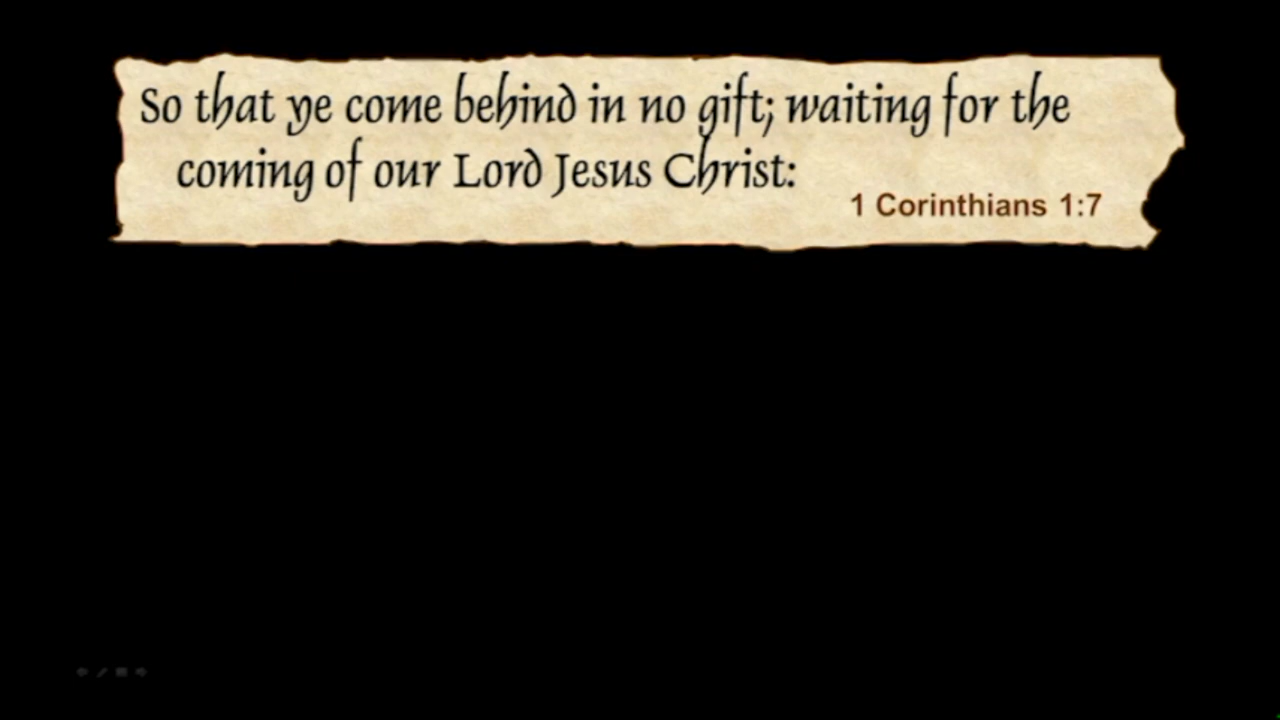 So that ye come behind in no gift; waiting for the
coming of our Lord Jesus Christ:
1 Corinthians 1:7